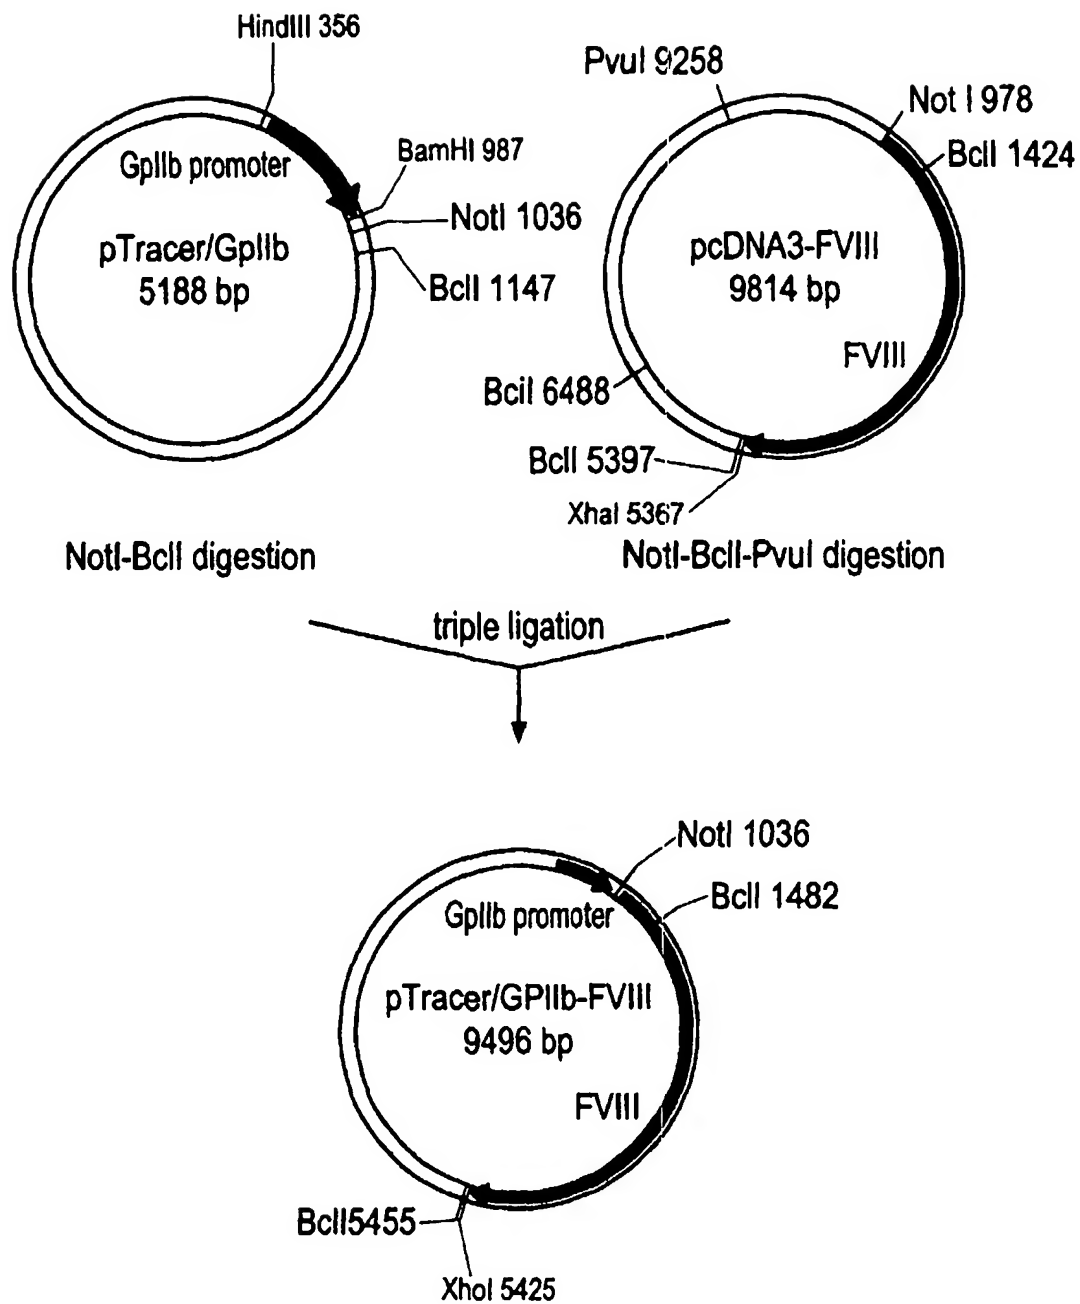 HindIII 356
GpIIb promoter
BamHI 987
NotI 1036
BclI 1147
pTracer/GpIIb
5188 bp
PvuI 9258
Not I 978
BclI 1424
pcDNA3-FVIII
9814 bp
FVIII
BciI 6488
BclI 5397
XhaI 5367
NotI-BclI digestion
NotI-BclI-PvuI digestion
triple ligation
NotI 1036
BclI 1482
GpIIb promoter
pTracer/GPIIb-FVIII
9496 bp
FVIII
BclI5455
XhoI 5425